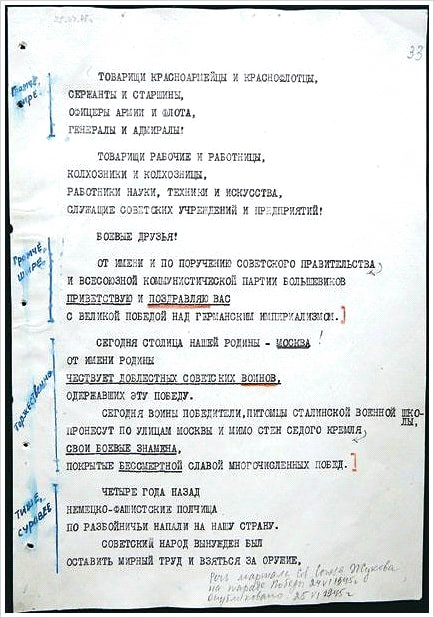 33
ТОВАРИЩИ КРАСНОАРМЕЙЦЫ И КРАСНОФЛОТЦЫ,
СЕРЖАНТЫ И СТАРШИНЫ,
ОФИЦЕРЫ АРМИИ И ФЛОТА,
ГЕНЕРАЛЫ И АДМИРАЛЫ!
ТОВАРИЩИ РАБОЧИЕ И РАБОТНИЦЫ,
КОЛХОЗНИКИ И КОЛХОЗНИЦЫ,
РАБОТНИКИ НАУКИ, ТЕХНИКИ И ИСКУССТВА,
СЛУЖАЩИЕ СОВЕТСКИХ УЧРЕЖДЕНИЙ И ПРЕДПРИЯТИЙ!
БОЕВЫЕ ДРУЗЬЯ!
Громче,
шире.
ОТ ИМЕНИ И ПО ПОРУЧЕНИЮ СОВЕТСКОГО ПРАВИТЕЛЬСТВА
И ВСЕСОЮЗНОЙ КОММУНИСТИЧЕСКОЙ ПАРТИИ БОЛЬШЕВИКОВ
ПРИВЕТСТВУЮ И ПОЗДРАВЛЯЮ ВАС
С ВЕЛИКОЙ ПОБЕДОЙ НАД ГЕРМАНСКИМ ИМПЕРИАЛИЗМОМ.
Торжественно
СЕГОДНЯ СТОЛИЦА НАШЕЙ РОДИНЫ - МОСКВА!
ОТ ИМЕНИ РОДИНЫ
ЧЕСТВУЕТ ДОБЛЕСТНЫХ СОВЕТСКИХ ВОИНОВ,
ОДЕРЖАВШИХ ЭТУ ПОБЕДУ.
СЕГОДНЯ ВОИНЫ ПОБЕДИТЕЛИ,ПИТОМЦЫ СТАЛИНСКОЙ ВОЕННОЙ ШКО-
ЛЫ,
ПРОНЕСУТ ПО УЛИЦАМ МОСКВЫ И МИМО СТЕН СЕДОГО КРЕМЛЯ
СВОИ БОЕВЫЕ ЗНАМЕНА,
ПОКРЫТЫЕ БЕССМЕРТНОЙ СЛАВОЙ МНОГОЧИСЛЕННЫХ ПОБЕД.
тише,
суровее
ЧЕТЫРЕ ГОДА НАЗАД
НЕМЕЦКО-ФАШИСТСКИЕ ПОЛЧИЩА
ПО РАЗБОЙНИЧЬИ НАПАЛИ НА НАШУ СТРАНУ.
СОВЕТСКИЙ НАРОД ВЫНУЖДЕН БЫЛ
ОСТАВИТЬ МИРНЫЙ ТРУД И ВЗЯТЬСЯ ЗА ОРУЖИЕ,
Речь маршала Сов. Союза Жукова
на параде Победы 24 VI 1945г.
Опубликовано 25 VI 1945г